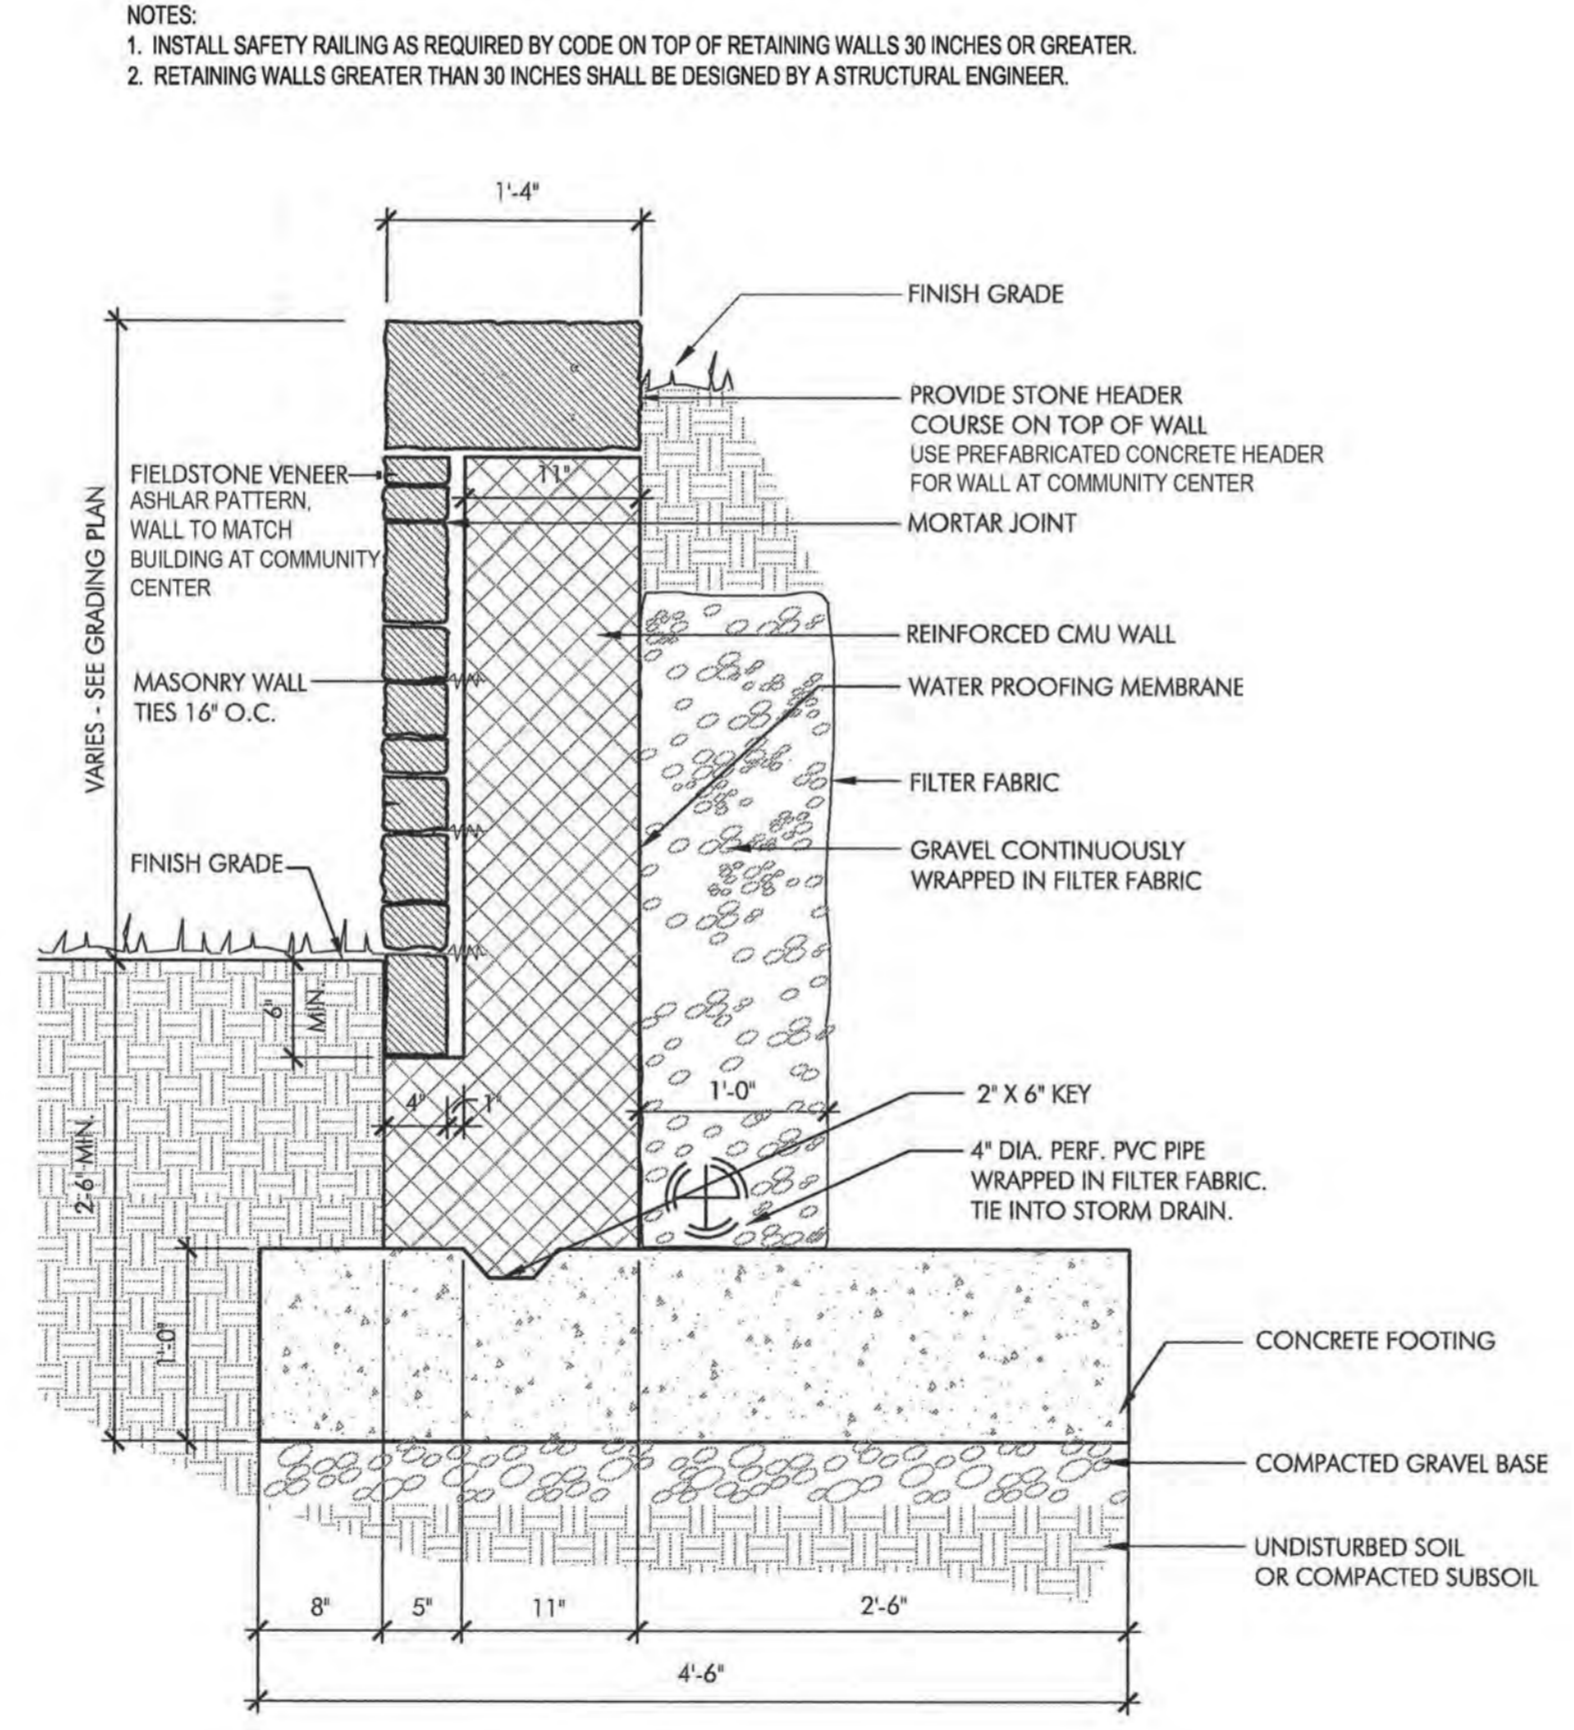 NOTES:
1. INSTALL SAFETY RAILING AS REQUIRED BY CODE ON TOP OF RETAINING WALLS 30 INCHES OR GREATER.
2. RETAINING WALLS GREATER THAN 30 INCHES SHALL BE DESIGNED BY A STRUCTURAL ENGINEER.
1'-4"
FINISH GRADE
PROVIDE STONE HEADER
COURSE ON TOP OF WALL
USE PREFABRICATED CONCRETE HEADER
FOR WALL AT COMMUNITY CENTER
FIELDSTONE VENEER
ASHLAR PATTERN,
WALL TO MATCH
BUILDING AT COMMUNITY
CENTER
11"
MORTAR JOINT
VARIES - SEE GRADING PLAN
REINFORCED CMU WALL
MASONRY WALL
TIES 16" O.C.
WATER PROOFING MEMBRANE
FILTER FABRIC
FINISH GRADE
GRAVEL CONTINUOUSLY
WRAPPED IN FILTER FABRIC
6"
MIN.
4"
1"
1'-0"
2" X 6" KEY
2'-6" MIN.
4" DIA. PERF. PVC PIPE
WRAPPED IN FILTER FABRIC.
TIE INTO STORM DRAIN.
1'-0"
CONCRETE FOOTING
COMPACTED GRAVEL BASE
UNDISTURBED SOIL
OR COMPACTED SUBSOIL
8"
5"
11"
2'-6"
4'-6"